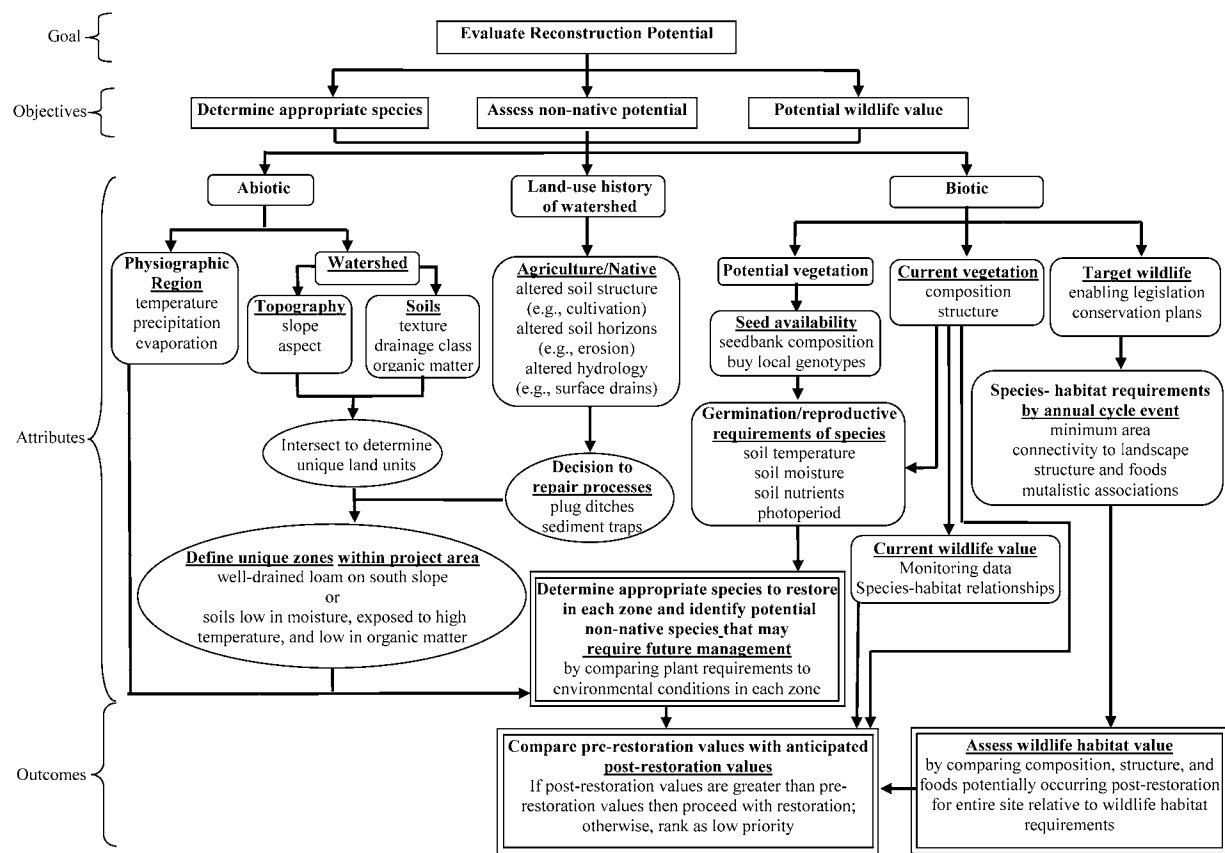 Goal
Evaluate Reconstruction Potential
Objectives
Determine appropriate species
Assess non-native potential
Potential wildlife value
Attributes
Abiotic
Land-use history
of watershed
Biotic
Physiographic
Region
temperature
precipitation
evaporation
Watershed
Topography
slope
aspect
Soils
texture
drainage class
organic matter
Agriculture/Native
altered soil structure
(e.g., cultivation)
altered soil horizons
(e.g., erosion)
altered hydrology
(e.g., surface drains)
Potential vegetation
Seed availability
seedbank composition
buy local genotypes
Current vegetation
composition
structure
Target wildlife
enabling legislation
conservation plans
Intersect to determine
unique land units
Decision to
repair processes
plug ditches
sediment traps
Germination/reproductive
requirements of species
soil temperature
soil moisture
soil nutrients
photoperiod
Species- habitat requirements
by annual cycle event
minimum area
connectivity to landscape
structure and foods
mutalistic associations
Define unique zones within project area
well-drained loam on south slope
or
soils low in moisture, exposed to high
temperature, and low in organic matter
Current wildlife value
Monitoring data
Species-habitat relationships
Determine appropriate species to restore
in each zone and identify potential
non-native species that may
require future management
by comparing plant requirements to
environmental conditions in each zone
Outcomes
Compare pre-restoration values with anticipated
post-restoration values
If post-restoration values are greater than pre-
restoration values then proceed with restoration;
otherwise, rank as low priority
Assess wildlife habitat value
by comparing composition, structure, and
foods potentially occurring post-restoration
for entire site relative to wildlife habitat
requirements